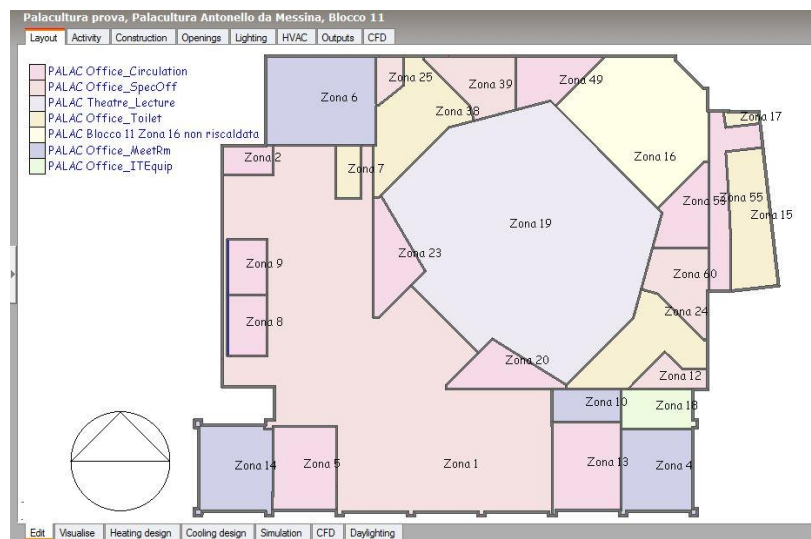 Palacultura prova, Palacultura Antonello da Messina, Blocco 11
Layout Activity Construction Openings Lighting HVAC Outputs CFD
PALAC Office_Circulation
PALAC Office_SpecOff
PALAC Theatre_Lecture
PALAC Office_Toilet
PALAC Blocco 11 Zona 16 non riscaldata
PALAC Office_MeetRm
PALAC Office_ITEquip
Zona 25
Zona 39
Zona 49
Zona 6
Zona 38
Zona 17
Zona 2
Zona 7
Zona 16
Zona 59
Zona 55
Zona 15
Zona 19
Zona 23
Zona 9
Zona 60
Zona 24
Zona 8
Zona 20
Zona 12
Zona 10
Zona 18
Zona 14
Zona 5
Zona 1
Zona 13
Zona 4
Edit Visualise Heating design Cooling design Simulation CFD Daylighting